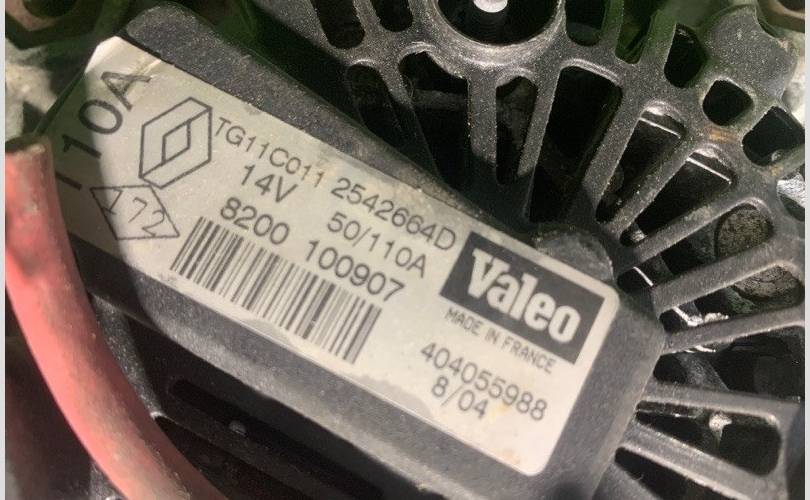 110A
172
TG11C011 2542664D
14V 50/110A
8200 100907
Valeo
MADE IN FRANCE
404055988
8/04